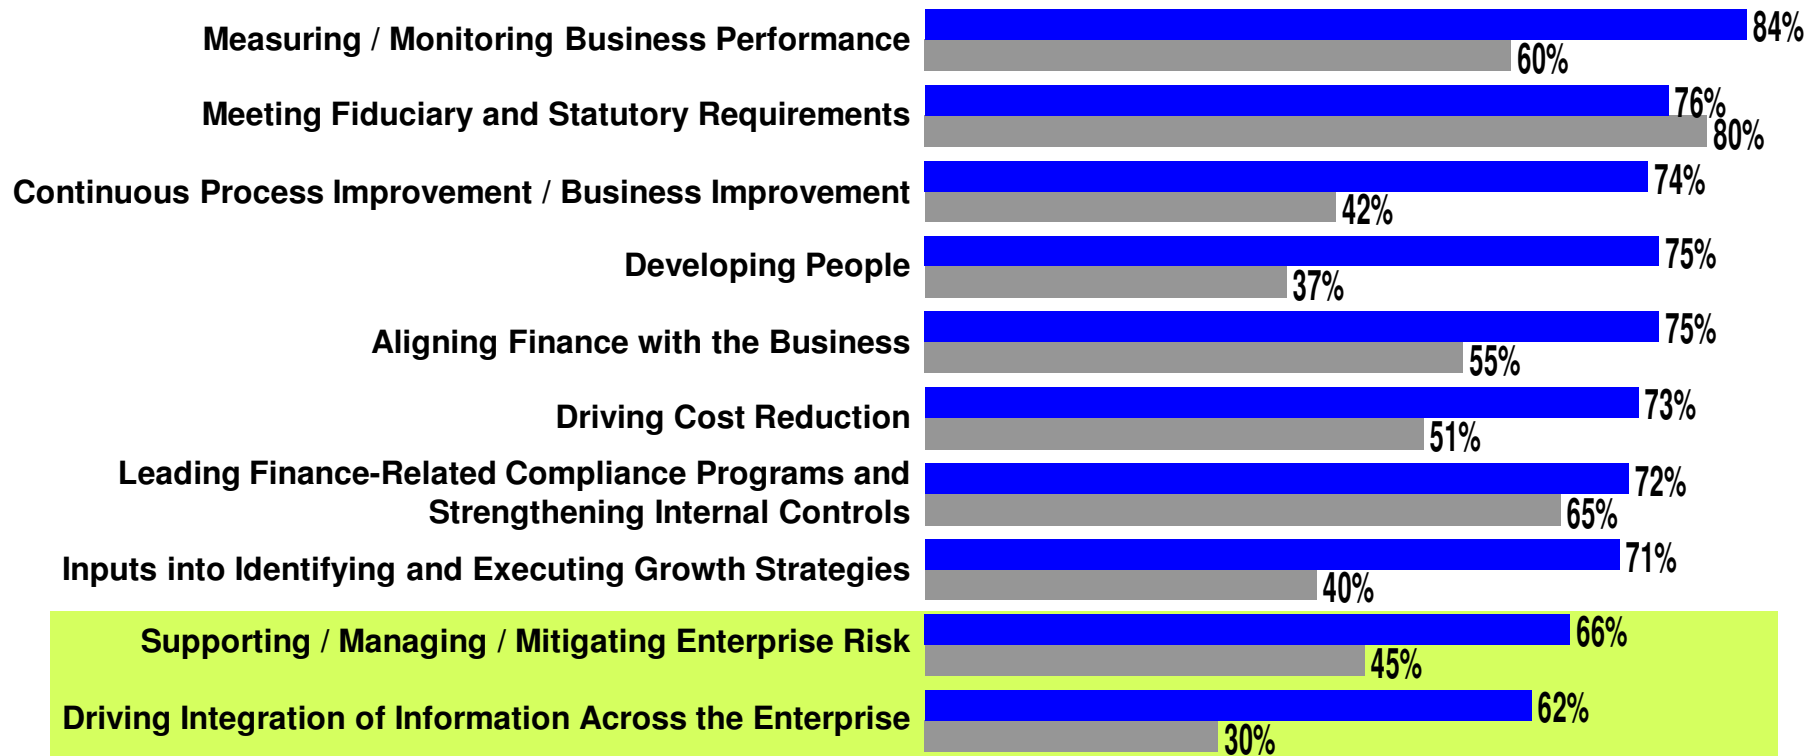 Measuring / Monitoring Business Performance
84%
60%
Meeting Fiduciary and Statutory Requirements
76%
80%
Continuous Process Improvement / Business Improvement
74%
42%
Developing People
75%
37%
Aligning Finance with the Business
75%
55%
Driving Cost Reduction
73%
51%
Leading Finance-Related Compliance Programs and
Strengthening Internal Controls
72%
65%
Inputs into Identifying and Executing Growth Strategies
71%
40%
Supporting / Managing / Mitigating Enterprise Risk
66%
45%
Driving Integration of Information Across the Enterprise
62%
30%